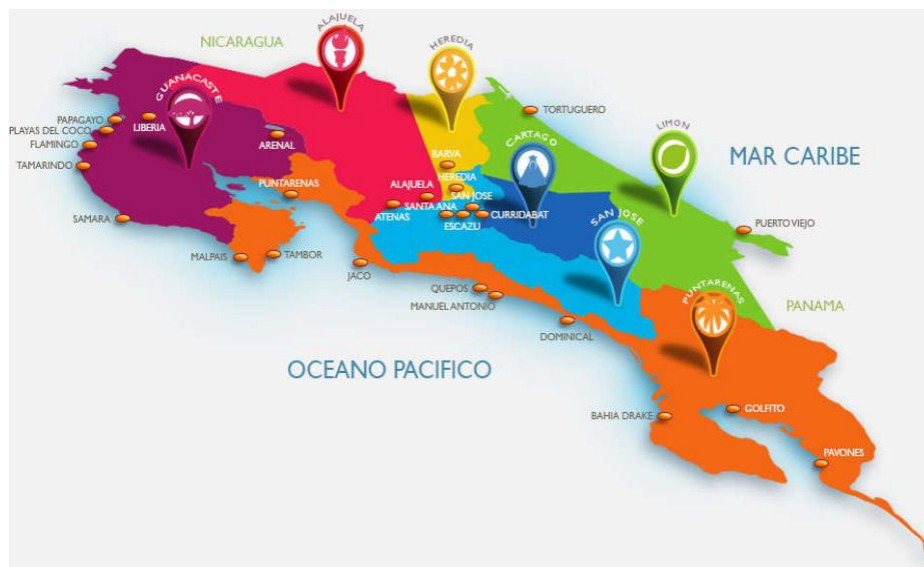 NICARAGUA
ALAJUELA
HEREDIA
GUANACASTE
CARTAGO
LIMON
SAN JOSE
PUNTARENAS
TORTUGUERO
MAR CARIBE
PAPAGAYO
PLAYAS DEL COCO
LIBERIA
FLAMINGO
ARENAL
TAMARINDO
BARVA
HEREDIA
PUNTARENAS
ALAJUELA
SAN JOSE
SANTA ANA
ATENAS
CURRIDABAT
ESCAZU
SAMARA
PUERTO VIEJO
MALPAIS
TAMBOR
JACO
QUEPOS
MANUEL ANTONIO
PANAMA
DOMINICAL
OCEANO PACIFICO
BAHIA DRAKE
GOLFITO
PAVONES